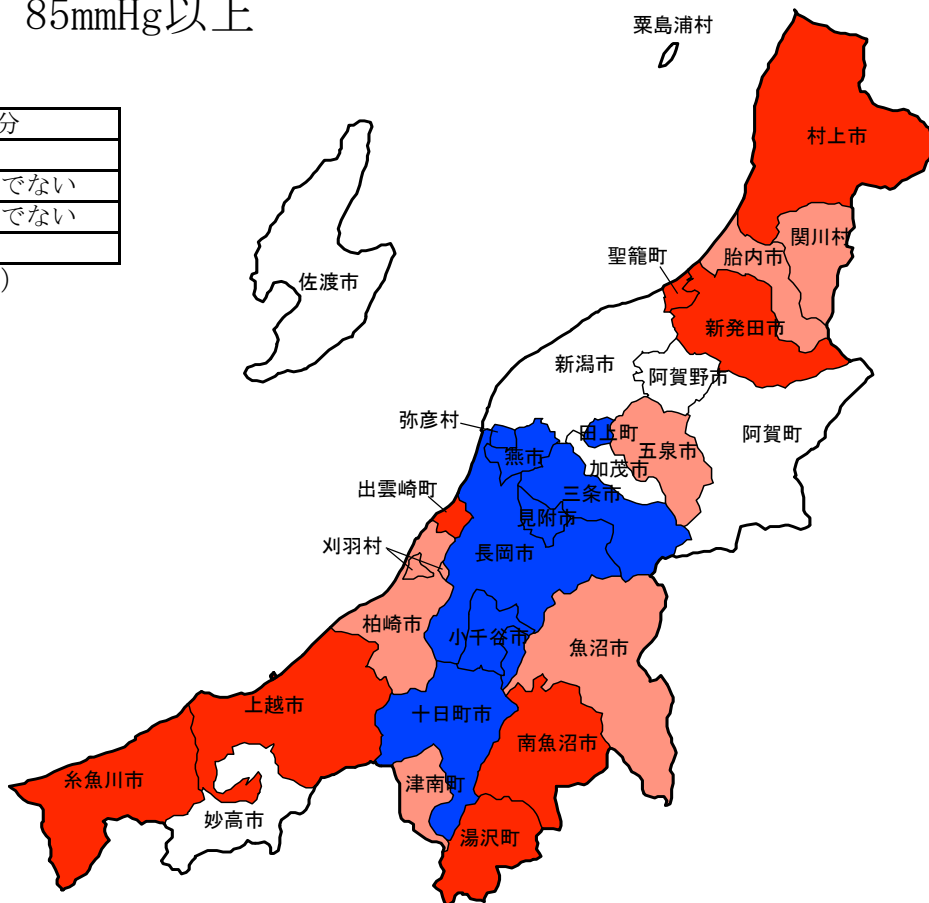 85mmHg以上
分
でない
でない
)
粟島浦村
村上市
関川村
胎内市
聖籠町
佐渡市
新発田市
新潟市
阿賀野市
弥彦村
田上町
阿賀町
燕市
五泉市
加茂市
出雲崎町
三条市
見附市
刈羽村
長岡市
柏崎市
小千谷市
魚沼市
上越市
十日町市
南魚沼市
糸魚川市
津南町
妙高市
湯沢町